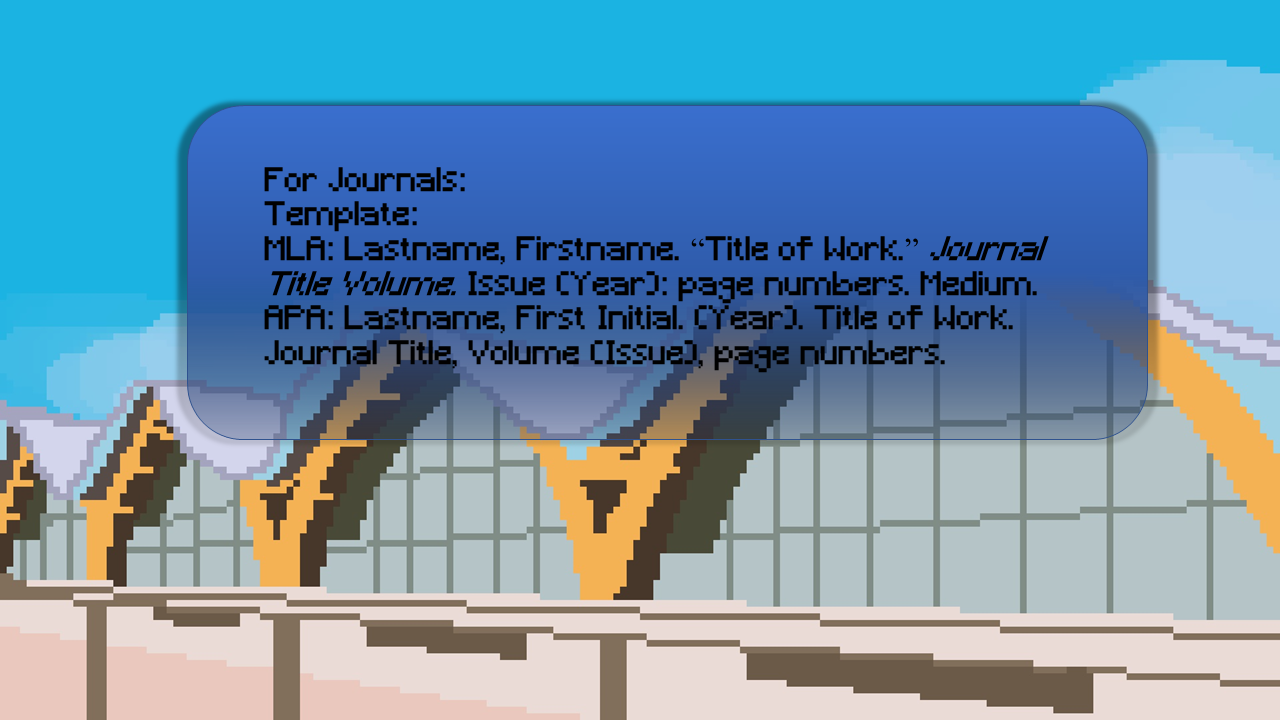 For Journals:
Template:
MLA: Lastname, Firstname. “Title of Work.” Journal
Title Volume. Issue (Year): page numbers. Medium.
APA: Lastname, First Initial. (Year). Title of Work.
Journal Title, Volume (Issue), page numbers.